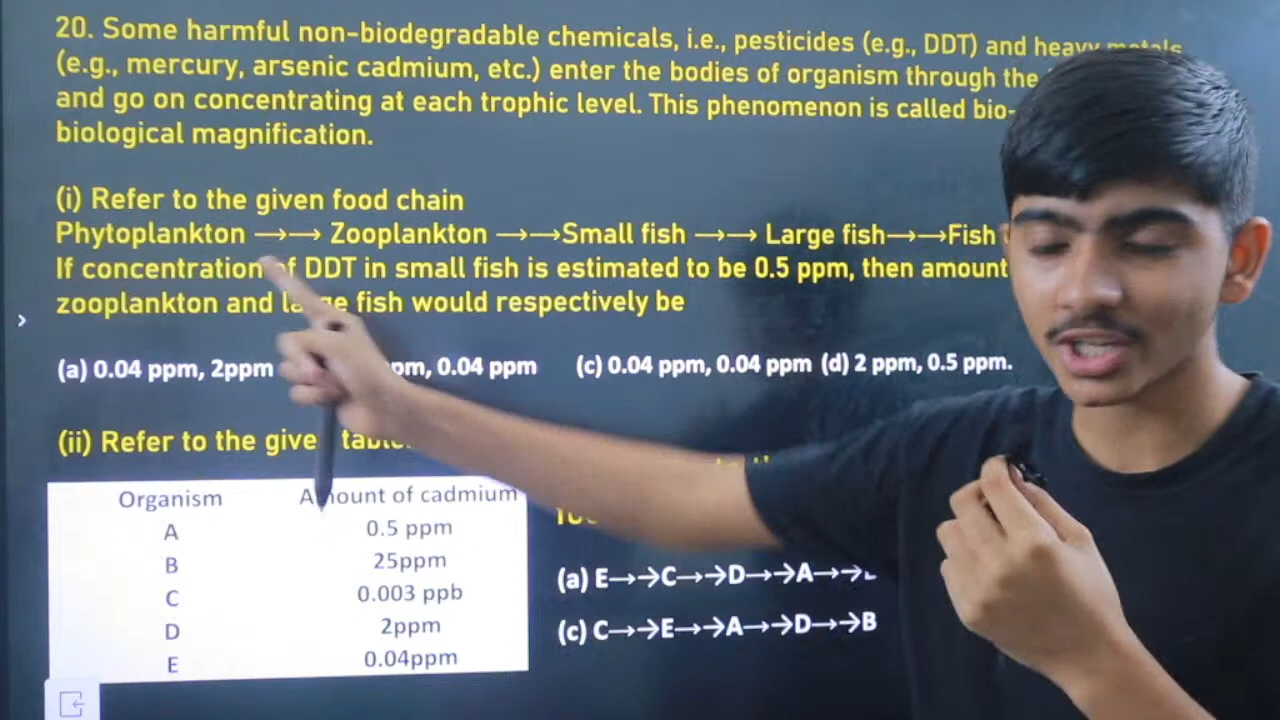 20. Some harmful non-biodegradable chemicals, i.e., pesticides (e.g., DDT) and heavy metals
(e.g., mercury, arsenic cadmium, etc.) enter the bodies of organism through the
and go on concentrating at each trophic level. This phenomenon is called bio-
biological magnification.
(i) Refer to the given food chain
Phytoplankton →→ Zooplankton →→Small fish →→ Large fish→→Fish
If concentration of DDT in small fish is estimated to be 0.5 ppm, then amount
zooplankton and large fish would respectively be
(a) 0.04 ppm, 2ppm ppm, 0.04 ppm (c) 0.04 ppm, 0.04 ppm (d) 2 ppm, 0.5 ppm.
(ii) Refer to the give table
Organism Amount of cadmium
A 0.5 ppm
B 25ppm
C 0.003 ppb
D 2ppm
E 0.04ppm
(a) E→→C→→D→→A→→
(c) C→→E→→A→→D→→B